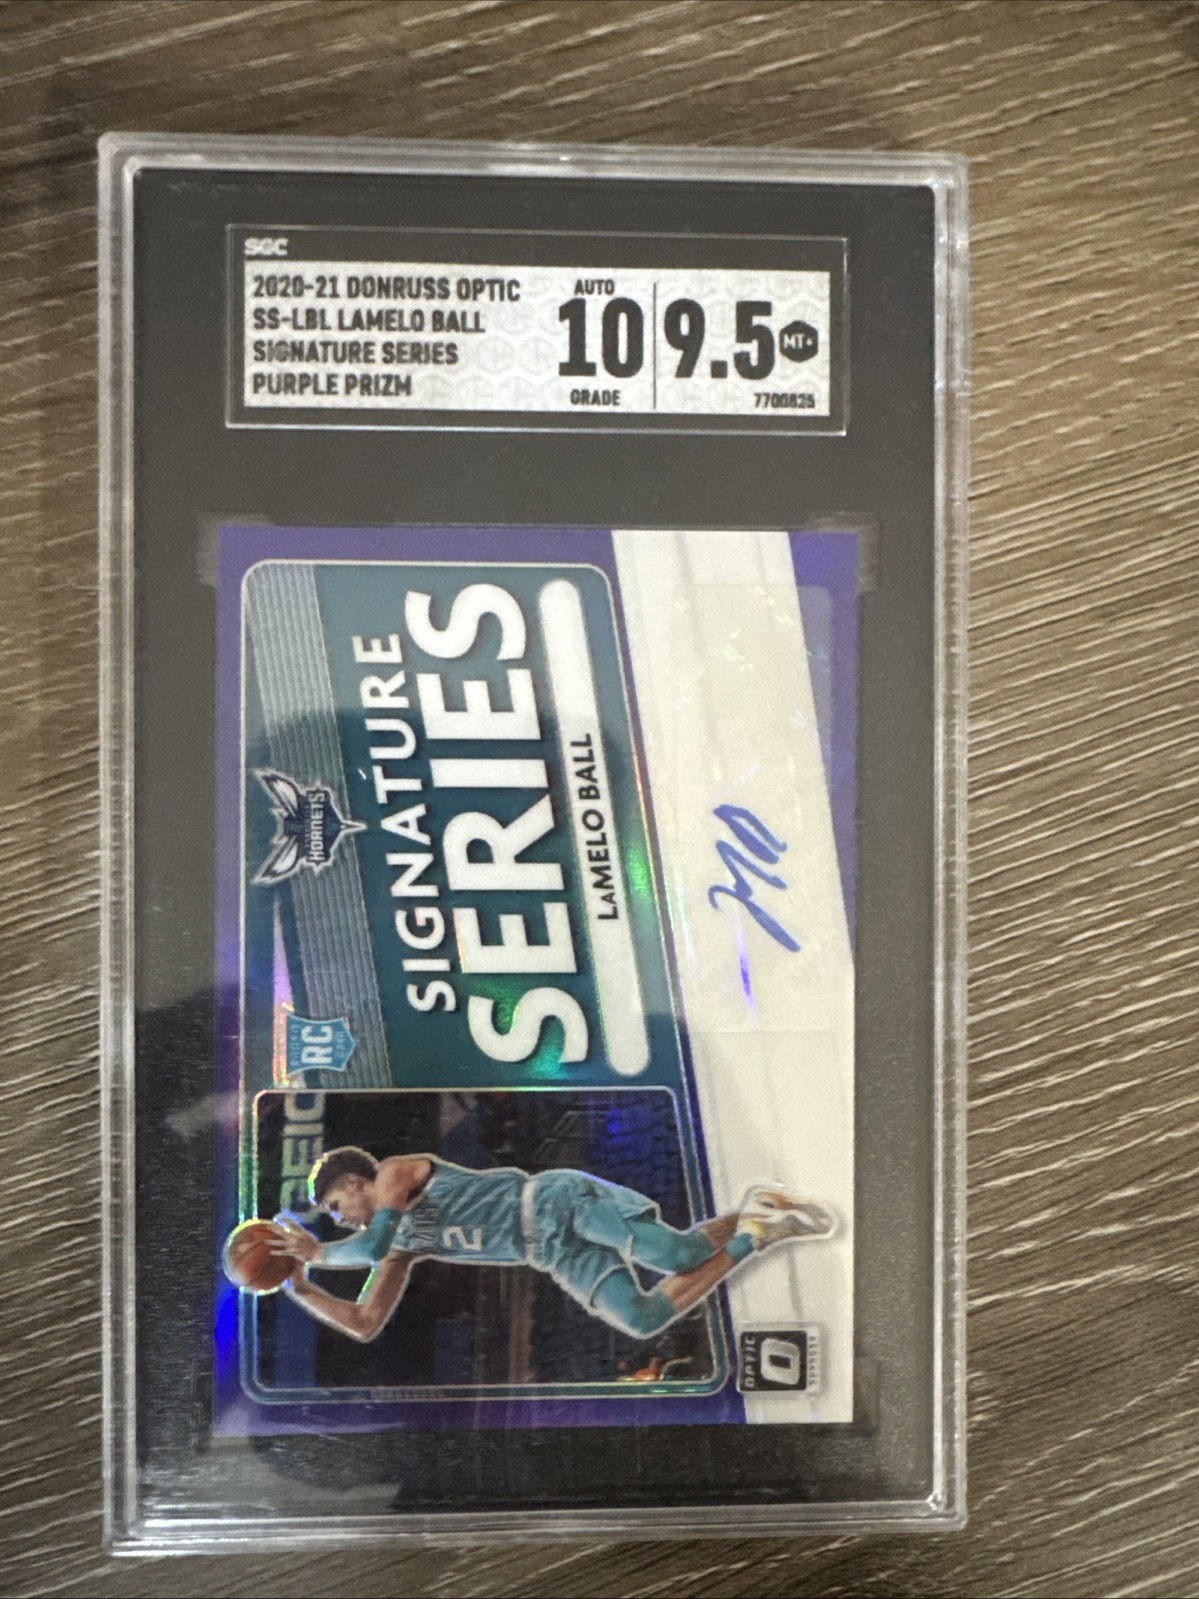 SGC
2020-21 DONRUSS OPTIC
SS-LBL LAMELO BALL
SIGNATURE SERIES
PURPLE PRIZM
AUTO
10
GRADE
9.5
MT+
7700825
HORNETS
SIGNATURE
SERIES
LAMELO BALL
RC
GEIC
2
OPTIC